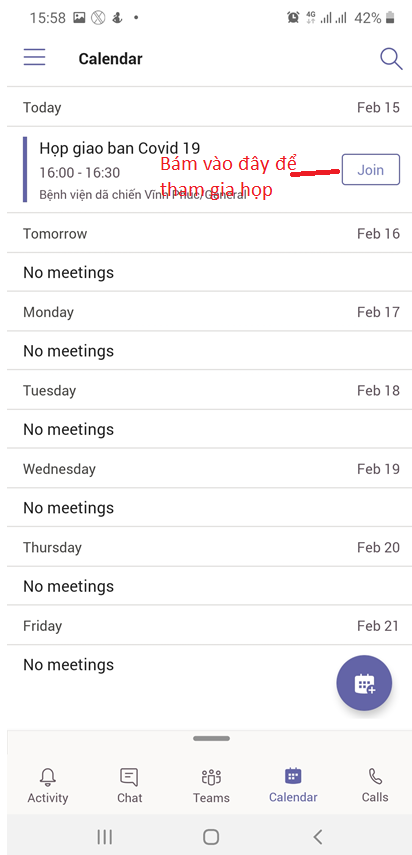 15:58
4G
42%
Calendar
Today Feb 15
Họp giao ban Covid 19
16:00 - 16:30
Bệnh viện dã chiến Vĩnh Phúc/General
Join
Bám vào đây để
tham gia họp
Tomorrow Feb 16
No meetings
Monday Feb 17
No meetings
Tuesday Feb 18
No meetings
Wednesday Feb 19
No meetings
Thursday Feb 20
No meetings
Friday Feb 21
No meetings
Activity Chat Teams Calendar Calls